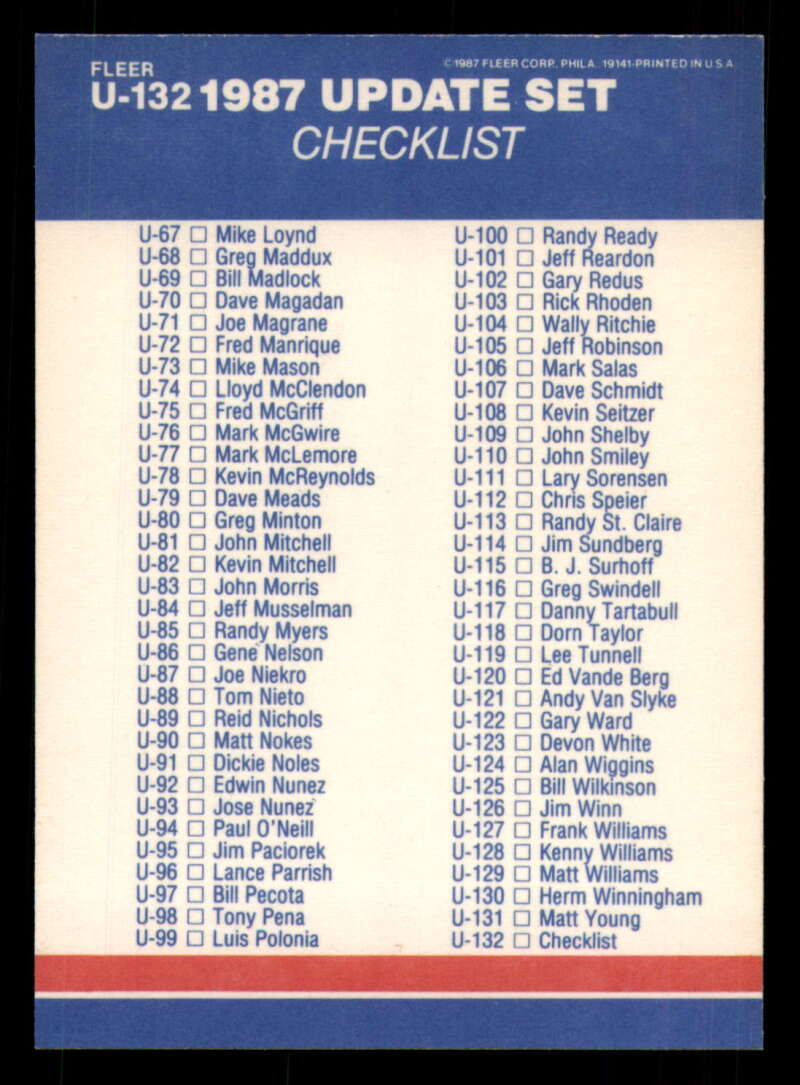 FLEER
© 1987 FLEER CORP. PHILA. 19141-PRINTED IN U S A
U-132 1987 UPDATE SET
CHECKLIST
U-67 □ Mike Loynd
U-68 □ Greg Maddux
U-69 □ Bill Madlock
U-70 □ Dave Magadan
U-71 □ Joe Magrane
U-72 □ Fred Manrique
U-73 □ Mike Mason
U-74 □ Lloyd McClendon
U-75 □ Fred McGriff
U-76 □ Mark McGwire
U-77 □ Mark McLemore
U-78 □ Kevin McReynolds
U-79 □ Dave Meads
U-80 □ Greg Minton
U-81 □ John Mitchell
U-82 □ Kevin Mitchell
U-83 □ John Morris
U-84 □ Jeff Musselman
U-85 □ Randy Myers
U-86 □ Gene Nelson
U-87 □ Joe Niekro
U-88 □ Tom Nieto
U-89 □ Reid Nichols
U-90 □ Matt Nokes
U-91 □ Dickie Noles
U-92 □ Edwin Nunez
U-93 □ Jose Nunez
U-94 □ Paul O'Neill
U-95 □ Jim Paciorek
U-96 □ Lance Parrish
U-97 □ Bill Pecota
U-98 □ Tony Pena
U-99 □ Luis Polonia
U-100 □ Randy Ready
U-101 □ Jeff Reardon
U-102 □ Gary Redus
U-103 □ Rick Rhoden
U-104 □ Wally Ritchie
U-105 □ Jeff Robinson
U-106 □ Mark Salas
U-107 □ Dave Schmidt
U-108 □ Kevin Seitzer
U-109 □ John Shelby
U-110 □ John Smiley
U-111 □ Lary Sorensen
U-112 □ Chris Speier
U-113 □ Randy St. Claire
U-114 □ Jim Sundberg
U-115 □ B. J. Surhoff
U-116 □ Greg Swindell
U-117 □ Danny Tartabull
U-118 □ Dorn Taylor
U-119 □ Lee Tunnell
U-120 □ Ed Vande Berg
U-121 □ Andy Van Slyke
U-122 □ Gary Ward
U-123 □ Devon White
U-124 □ Alan Wiggins
U-125 □ Bill Wilkinson
U-126 □ Jim Winn
U-127 □ Frank Williams
U-128 □ Kenny Williams
U-129 □ Matt Williams
U-130 □ Herm Winningham
U-131 □ Matt Young
U-132 □ Checklist